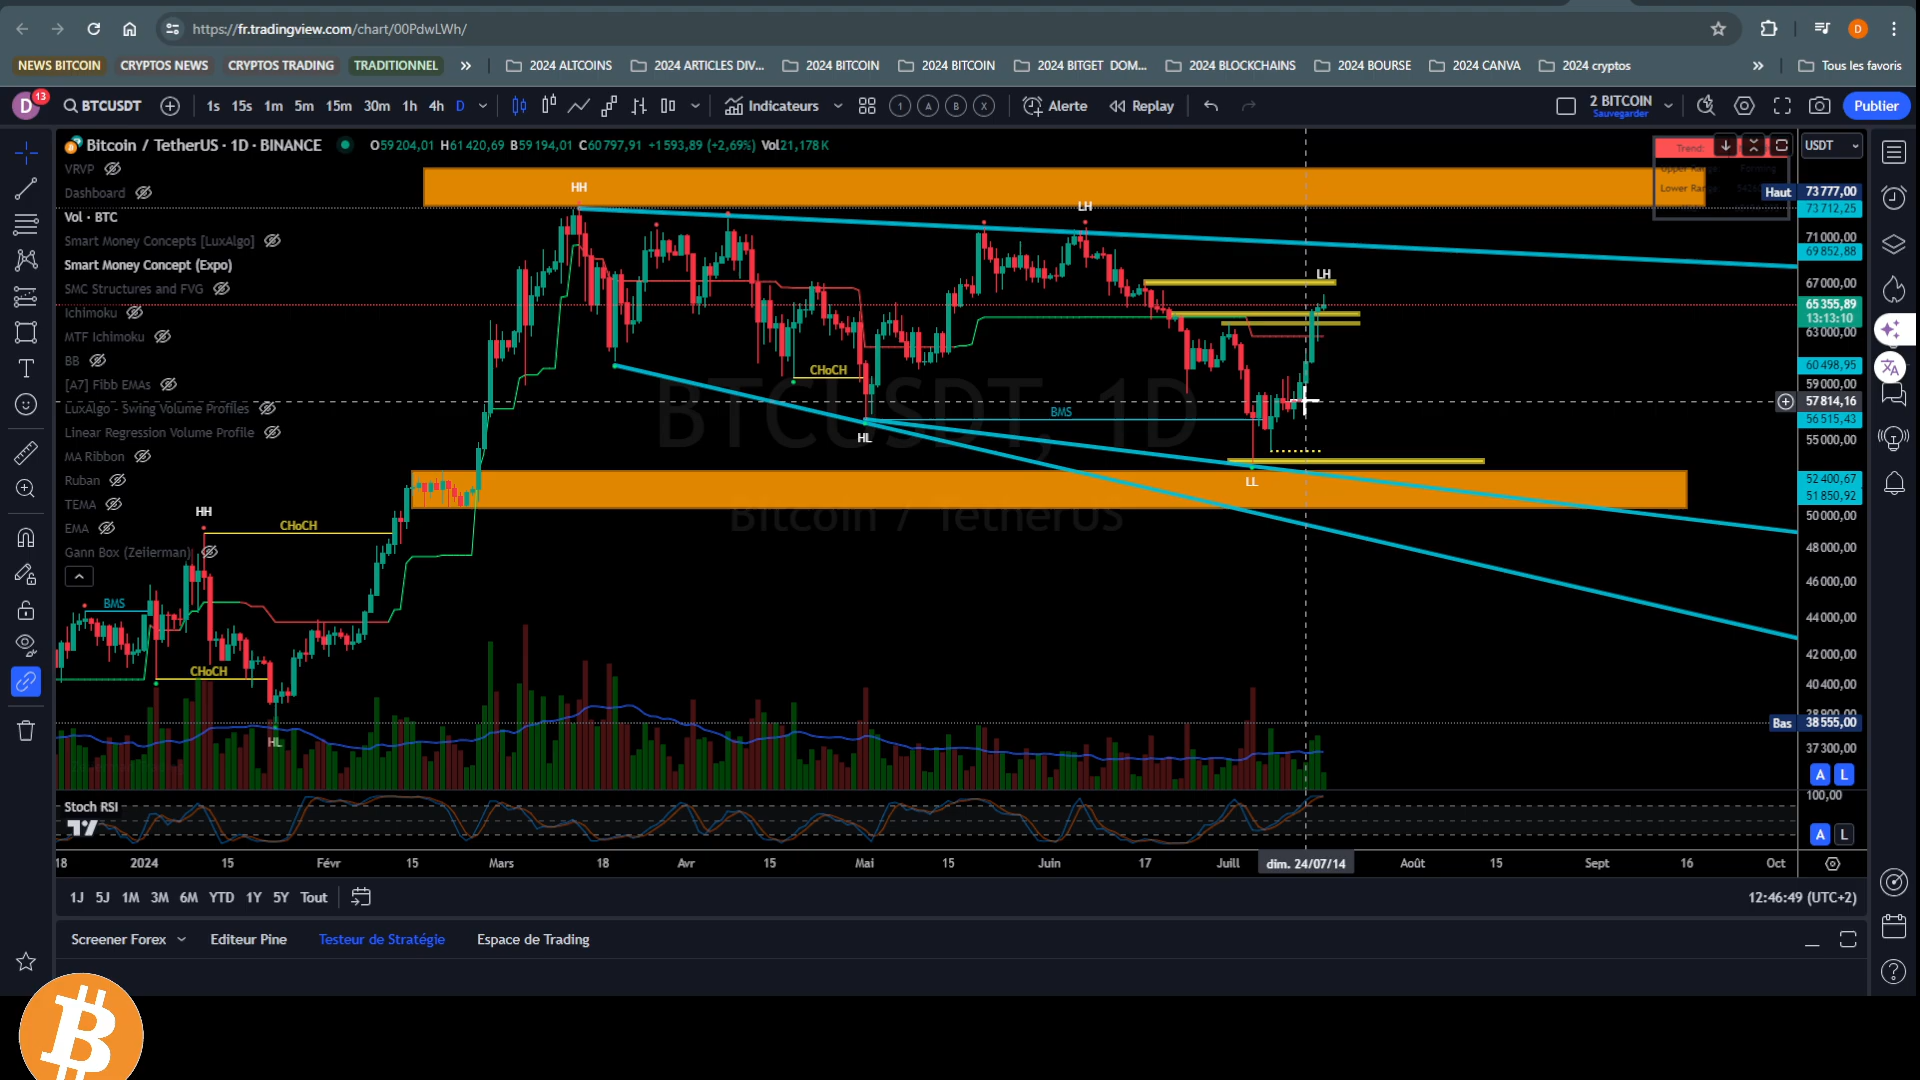 https://fr.tradingview.com/chart/00PdwLWh/
NEWS BITCOIN CRYPTOS NEWS CRYPTOS TRADING TRADITIONNEL 2024 ALTCOINS 2024 ARTICLES DIV... 2024 BITCOIN 2024 BITCOIN 2024 BITGET DOM... 2024 BLOCKCHAINS 2024 BOURSE 2024 CANVA 2024 cryptos Tous les favoris
D 13 BTCUSDT 1s 15s 1m 5m 15m 30m 1h 4h D Indicateurs 1 A B X Alerte Replay 2 BITCOIN Sauvegarder Publier
Bitcoin / TetherUS · 1D · BINANCE O59 204,01 H61 420,69 B59 194,01 C60 797,91 +1 593,89 (+2,69%) Vol21,178 K
VRVP
Dashboard
Vol · BTC
Smart Money Concepts [LuxAlgo]
Smart Money Concept (Expo)
SMC Structures and FVG
Ichimoku
MTF Ichimoku
BB
[A7] Fibb EMAs
LuxAlgo - Swing Volume Profiles
Linear Regression Volume Profile
MA Ribbon
Ruban
TEMA
EMA
Gann Box (Zeiierman)
Trend:
Lower
USDT
Haut 73 777,00
73 712,25
71 000,00
69 852,88
67 000,00
65 355,89
13:13:10
63 000,00
60 498,95
59 000,00
57 814,16
56 515,43
55 000,00
52 400,67
51 850,92
50 000,00
48 000,00
46 000,00
44 000,00
42 000,00
40 400,00
Bas 38 555,00
37 300,00
A L
100,00
A L
HH
LH
LH
CHoCH
BMS
HL
LL
HH
CHoCH
BMS
CHoCH
HL
BTCUSDT, 1D
Bitcoin / TetherUS
Stoch RSI
18 2024 15 Févr 15 Mars 18 Avr 15 Mai 15 Juin 17 Juill dim. 24/07/14 Août 15 Sept 16 Oct
1J 5J 1M 3M 6M YTD 1Y 5Y Tout 12:46:49 (UTC+2)
Screener Forex Editeur Pine Testeur de Stratégie Espace de Trading